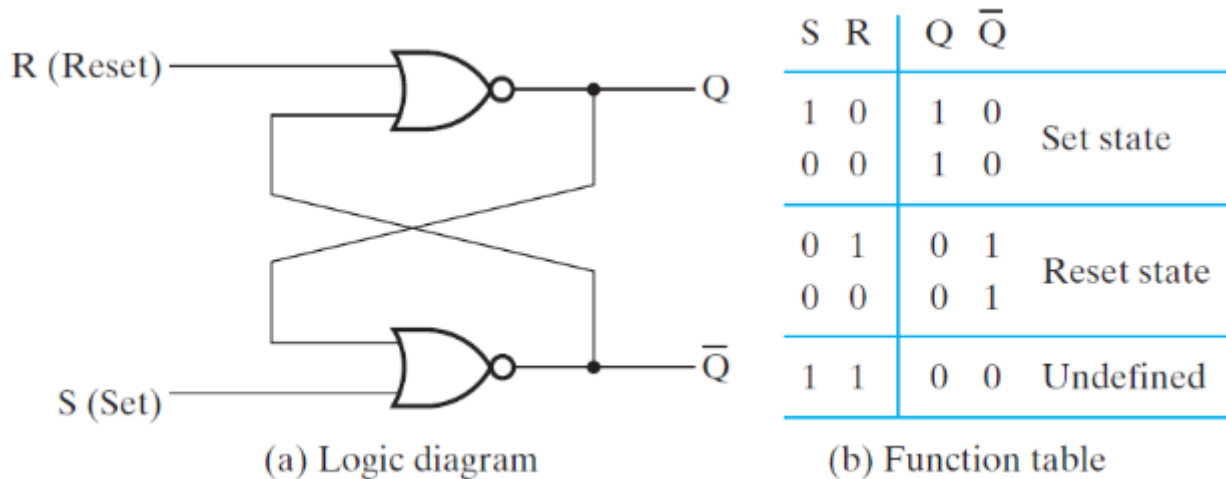 R (Reset)
Q
Q̅
S (Set)
(a) Logic diagram
S R Q Q̅
1 0 1 0
Set state
0 0 1 0
0 1 0 1
Reset state
0 0 0 1
1 1 0 0 Undefined
(b) Function table